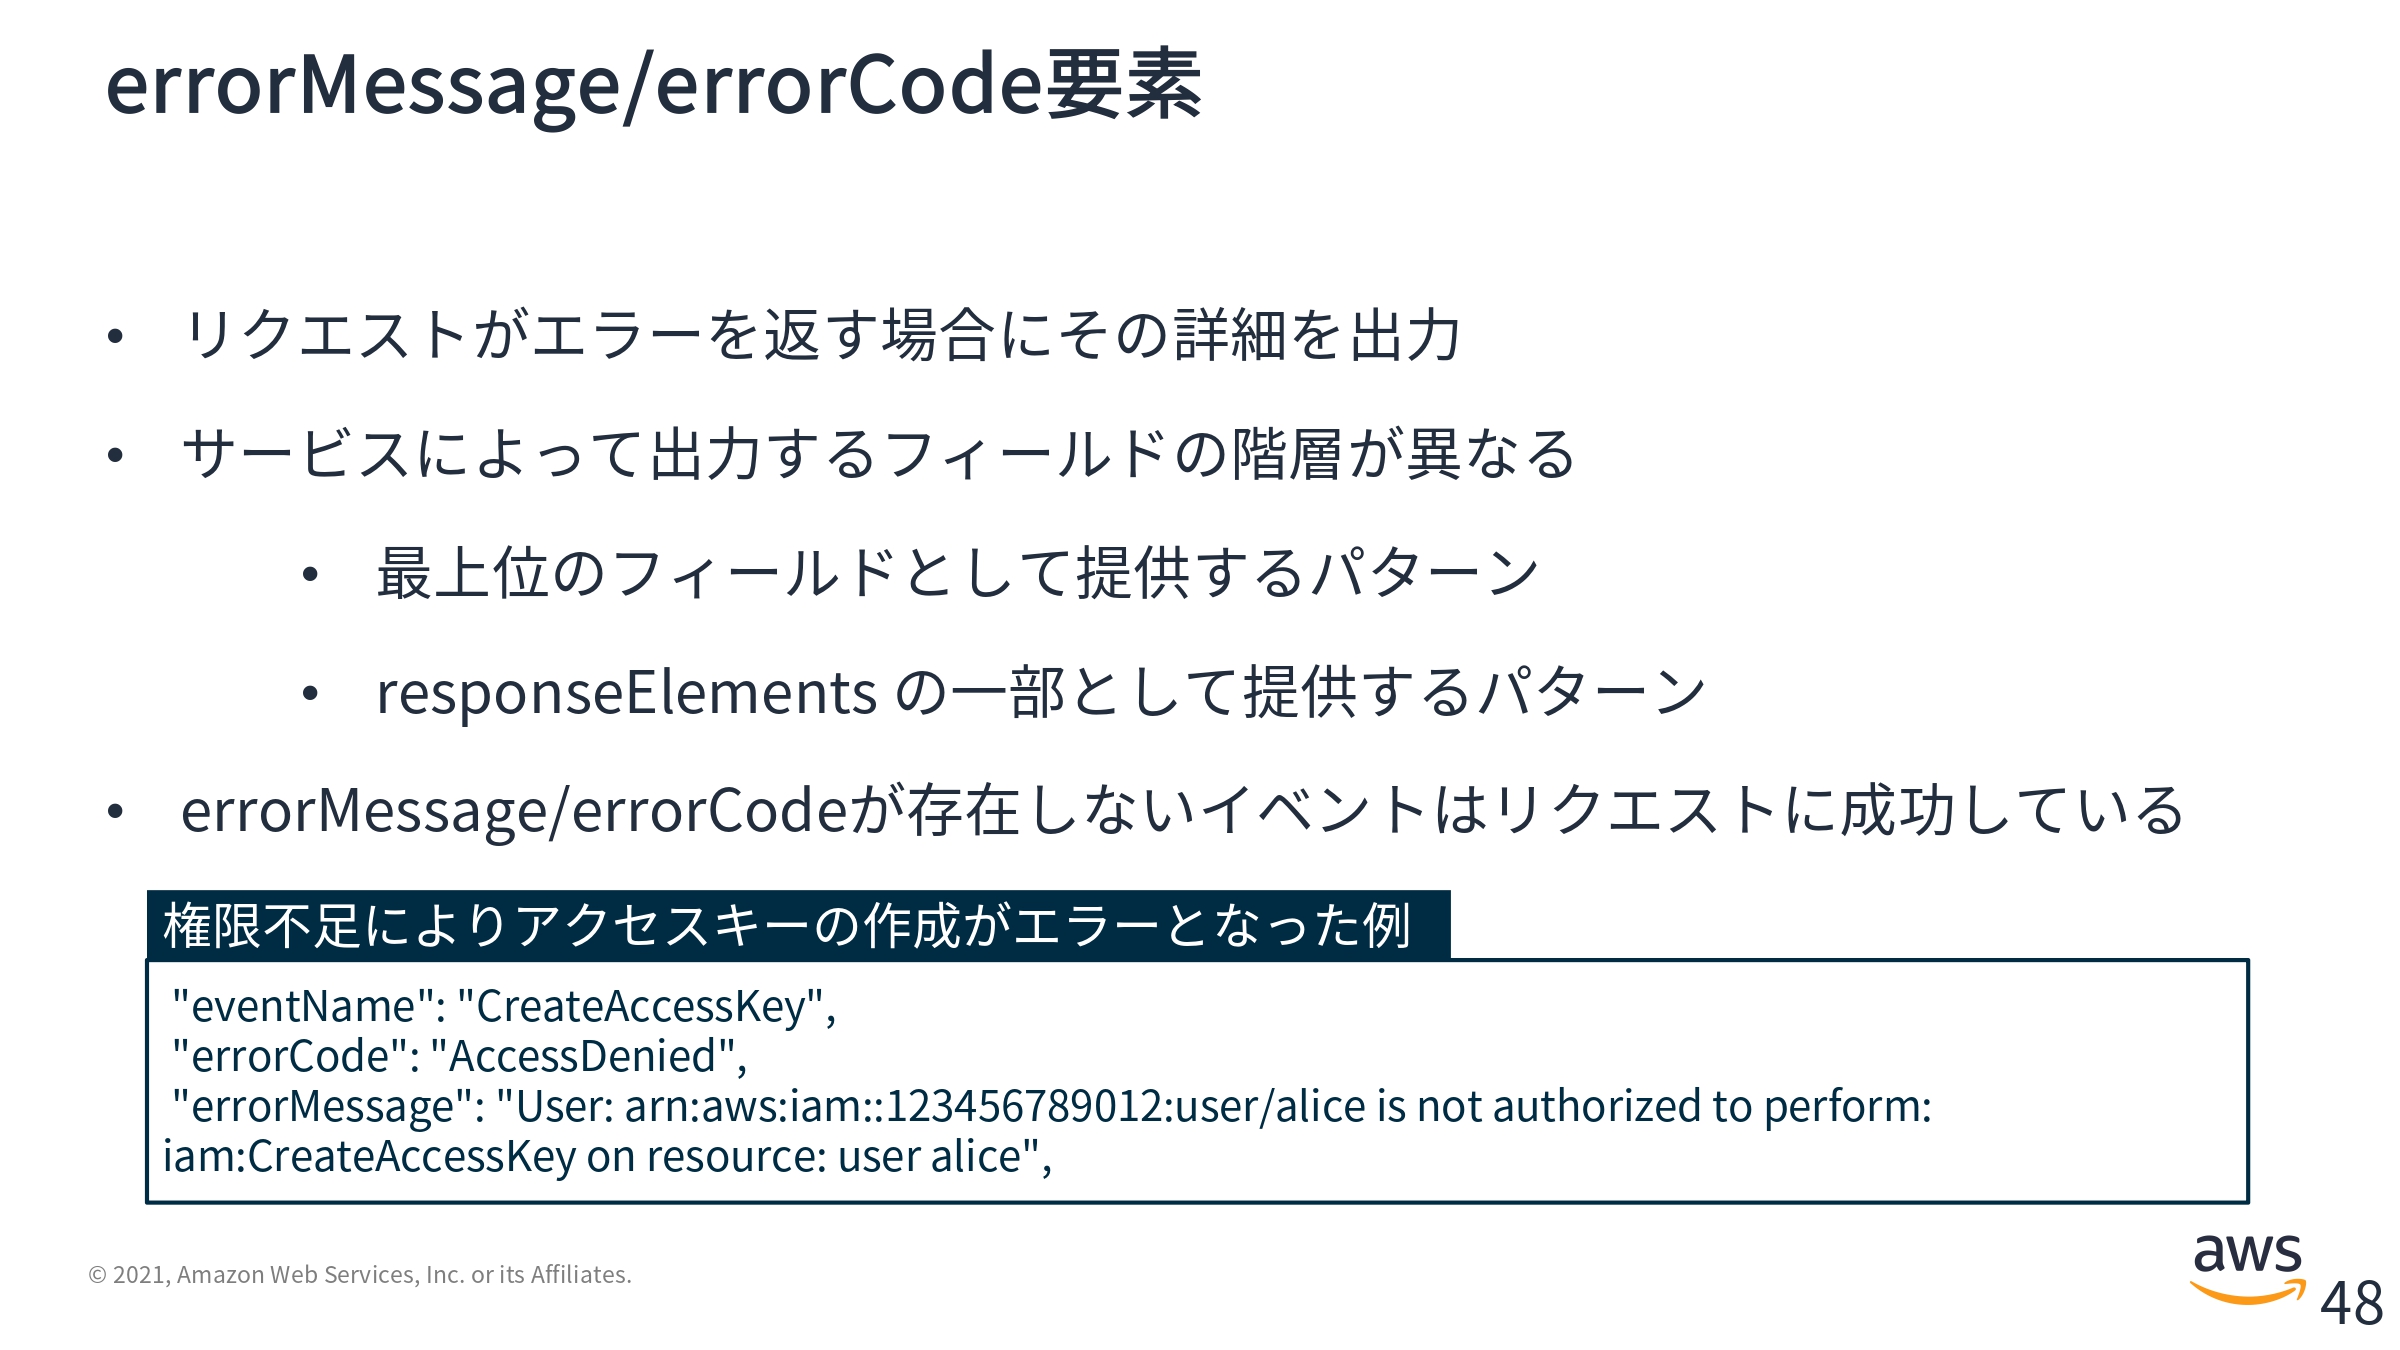 errorMessage/errorCode要素
• リクエストがエラーを返す場合にその詳細を出力
• サービスによって出力するフィールドの階層が異なる
• 最上位のフィールドとして提供するパターン
• responseElements の一部として提供するパターン
• errorMessage/errorCodeが存在しないイベントはリクエストに成功している
権限不足によりアクセスキーの作成がエラーとなった例
"eventName": "CreateAccessKey",
"errorCode": "AccessDenied",
"errorMessage": "User: arn:aws:iam::123456789012:user/alice is not authorized to perform:
iam:CreateAccessKey on resource: user alice",
© 2021, Amazon Web Services, Inc. or its Affiliates.
aws
48